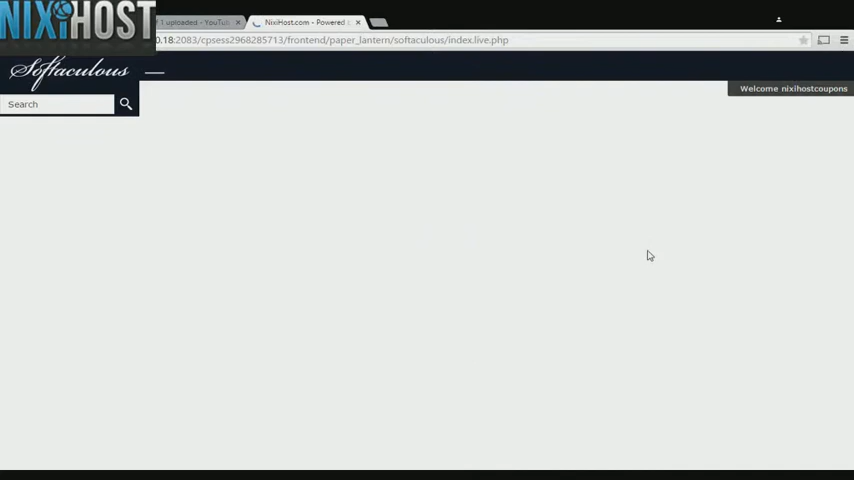 NIXIHOST
1 uploaded - YouTub
NixiHost.com - Powered b
0.18:2083/cpsess2968285713/frontend/paper_lantern/softaculous/index.live.php
Softaculous
Welcome nixihostcoupons
Search